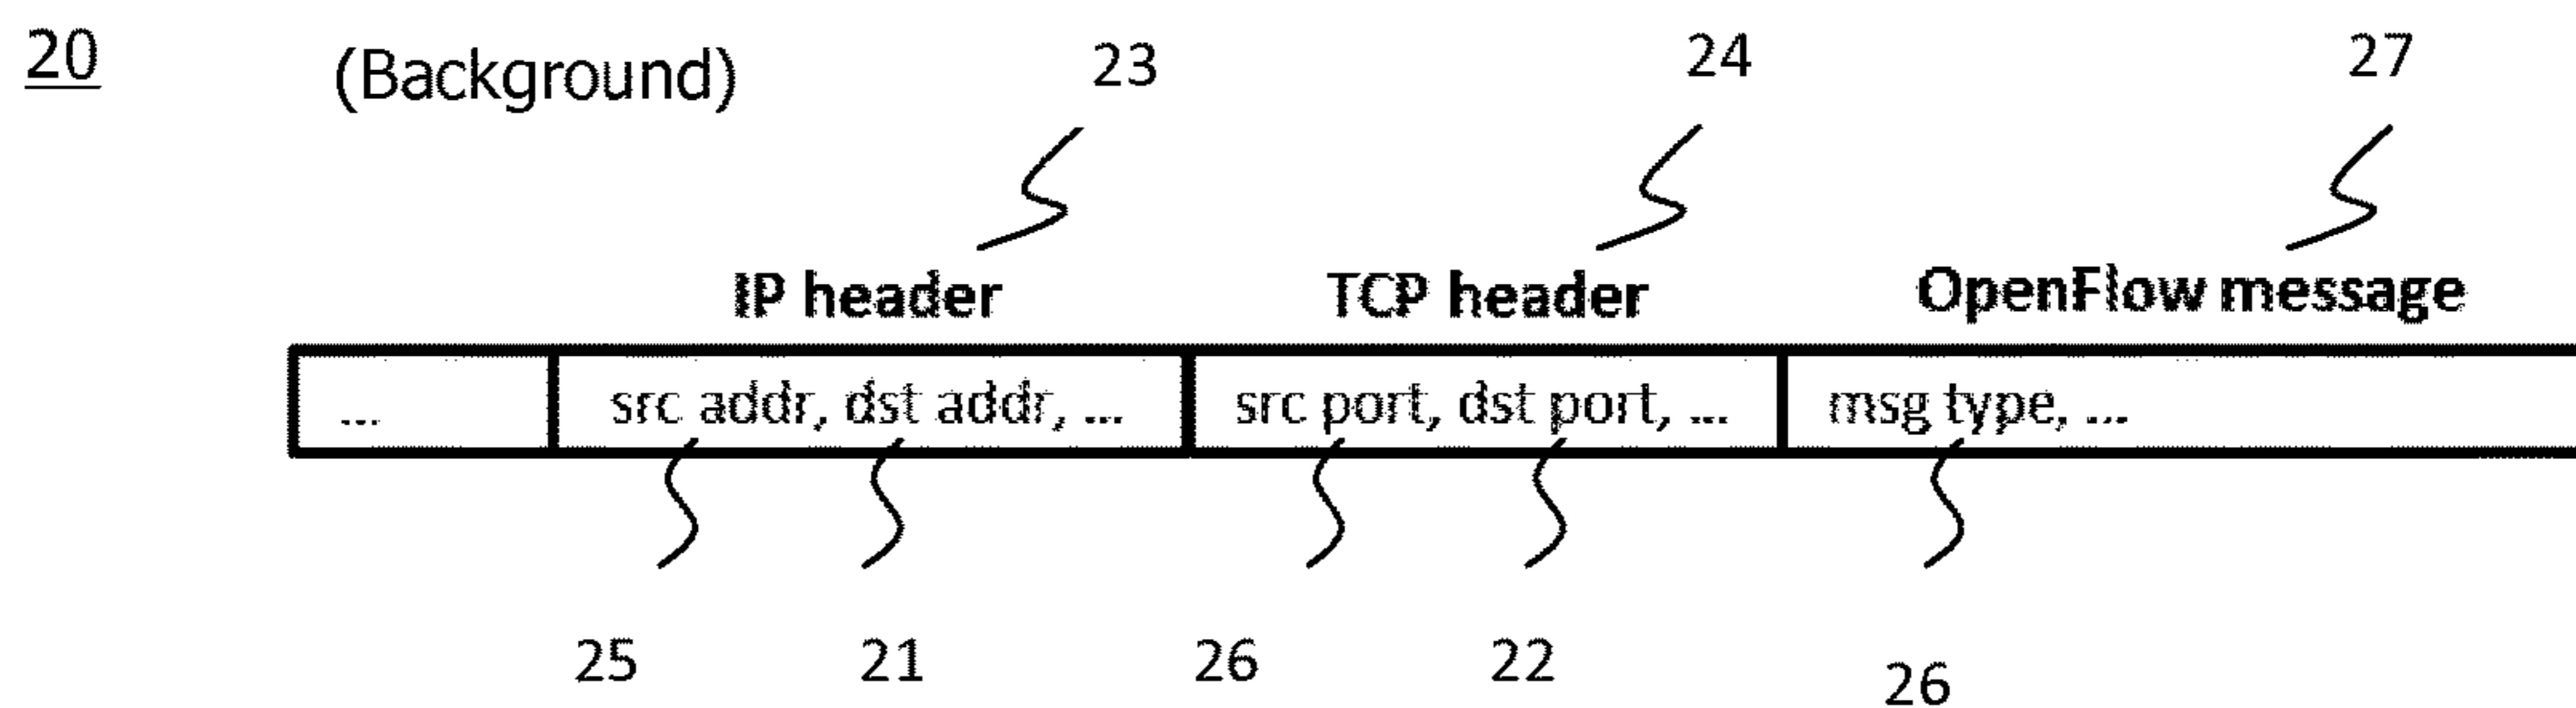 20 (Background) 23 24 27
IP header TCP header OpenFlow message
... src addr, dst addr, ... src port, dst port, ... msg type, ...
25 21 26 22 26